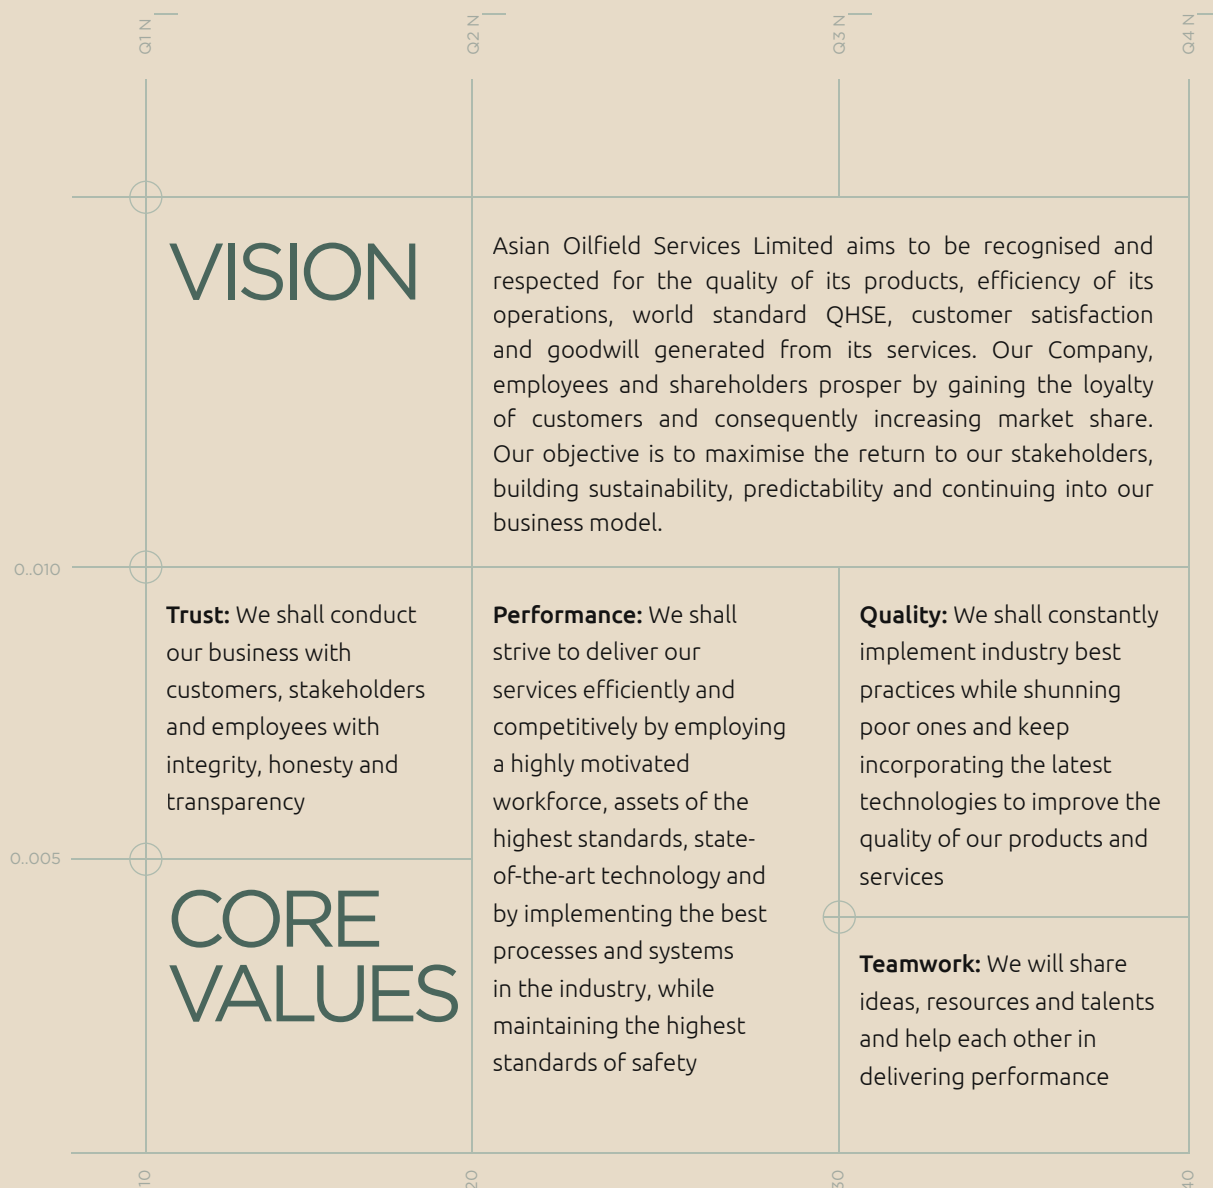 Q1 N
Q2 N
Q3 N
Q4 N
VISION
Asian Oilfield Services Limited aims to be recognised and
respected for the quality of its products, efficiency of its
operations, world standard QHSE, customer satisfaction
and goodwill generated from its services. Our Company,
employees and shareholders prosper by gaining the loyalty
of customers and consequently increasing market share.
Our objective is to maximise the return to our stakeholders,
building sustainability, predictability and continuing into our
business model.
0..010
Trust: We shall conduct
our business with
customers, stakeholders
and employees with
integrity, honesty and
transparency
0..005
CORE
VALUES
Performance: We shall
strive to deliver our
services efficiently and
competitively by employing
a highly motivated
workforce, assets of the
highest standards, state-
of-the-art technology and
by implementing the best
processes and systems
in the industry, while
maintaining the highest
standards of safety
Quality: We shall constantly
implement industry best
practices while shunning
poor ones and keep
incorporating the latest
technologies to improve the
quality of our products and
services
Teamwork: We will share
ideas, resources and talents
and help each other in
delivering performance
10
20
30
40